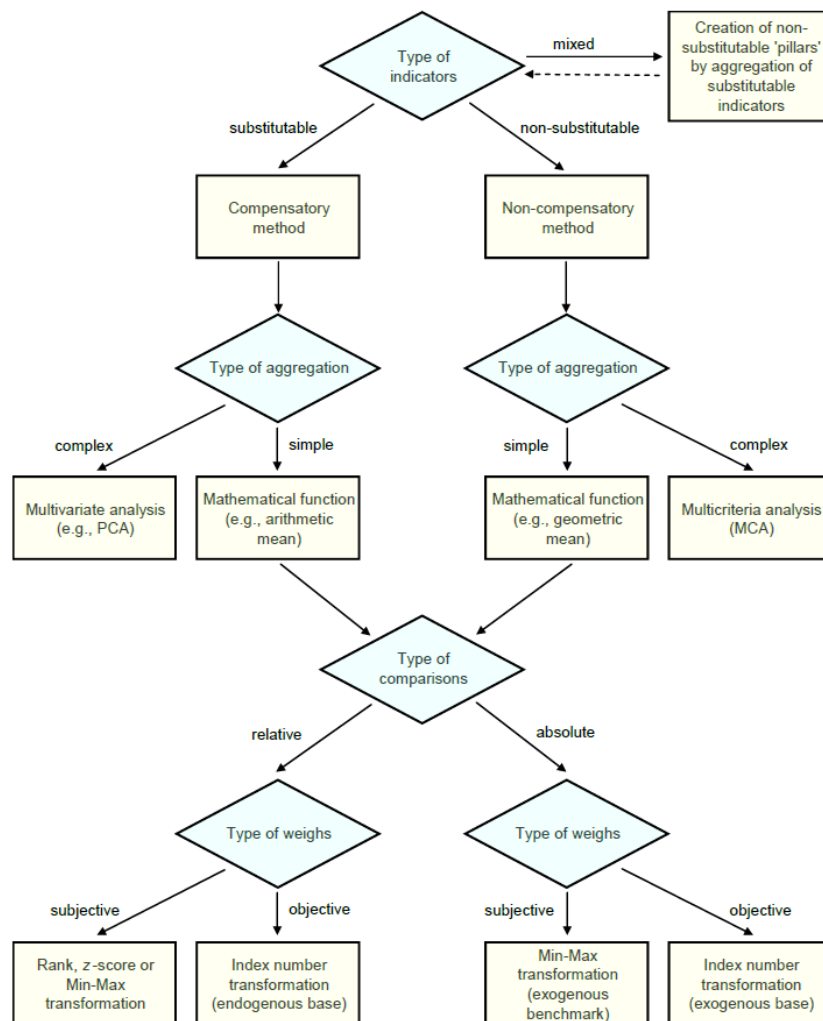 Type of
indicators
mixed
Creation of non-
substitutable 'pillars'
by aggregation of
substitutable
indicators
substitutable
non-substitutable
Compensatory
method
Non-compensatory
method
Type of aggregation
Type of aggregation
complex
simple
simple
complex
Multivariate analysis
(e.g., PCA)
Mathematical function
(e.g., arithmetic
mean)
Mathematical function
(e.g., geometric
mean)
Multicriteria analysis
(MCA)
Type of
comparisons
relative
absolute
Type of weighs
Type of weighs
subjective
objective
subjective
objective
Rank, z-score or
Min-Max
transformation
Index number
transformation
(endogenous base)
Min-Max
transformation
(exogenous
benchmark)
Index number
transformation
(exogenous base)